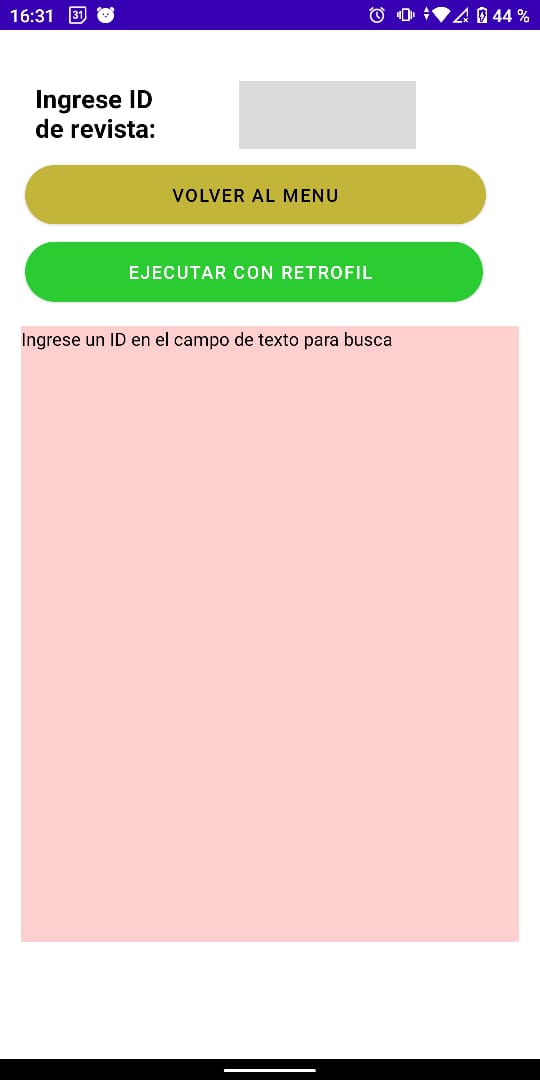 16:31 31 44 %
Ingrese ID
de revista:
VOLVER AL MENU
EJECUTAR CON RETROFIL
Ingrese un ID en el campo de texto para busca